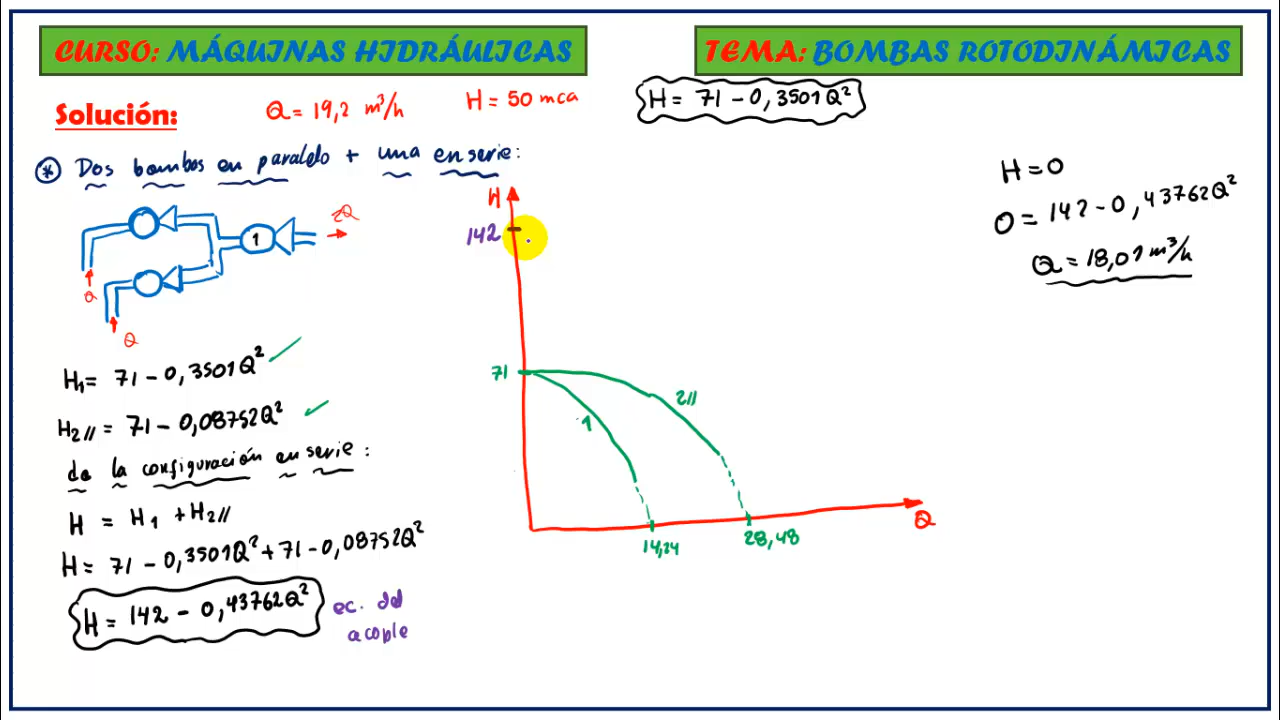 CURSO: MÁQUINAS HIDRÁULICAS
TEMA: BOMBAS ROTODINÁMICAS
Solución:
Q = 19,2 m³/h
H = 50 mca
H = 71 - 0,3501Q²
* Dos bombas en paralelo + una en serie:
1
2Q
Q
Q
H₁ = 71 - 0,3501Q²
H₂// = 71 - 0,08752Q²
de la configuración en serie:
H = H₁ + H₂//
H = 71 - 0,3501Q² + 71 - 0,08752Q²
H = 142 - 0,43762Q²
ec. del
acople
H
142
71
1
2//
14,24
28,48
Q
H = 0
0 = 142 - 0,43762Q²
Q = 18,01 m³/h